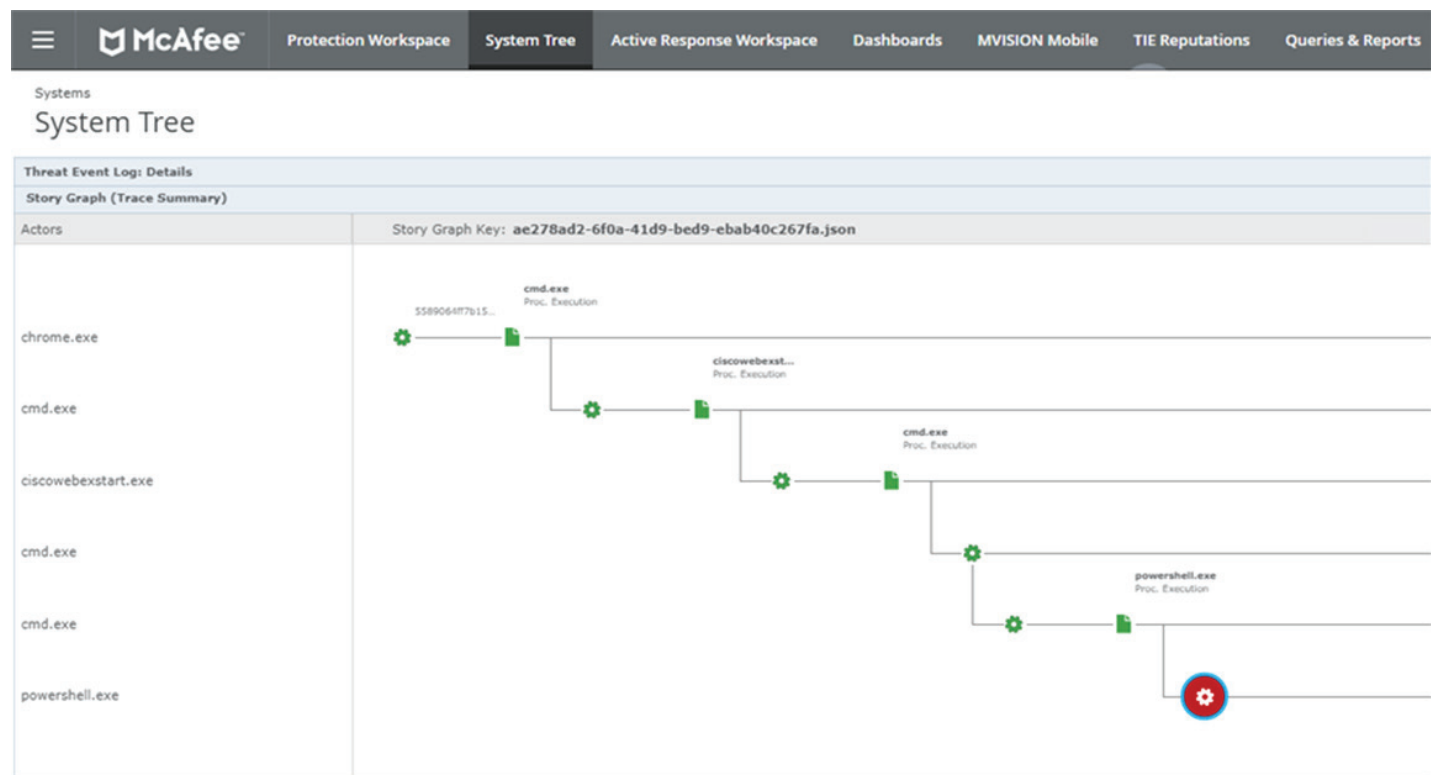 McAfee™ Protection Workspace System Tree Active Response Workspace Dashboards MVISION Mobile TIE Reputations Queries & Reports
Systems
System Tree
Threat Event Log: Details
Story Graph (Trace Summary)
Actors Story Graph Key: ae278ad2-6f0a-41d9-bed9-ebab40c267fa.json
cmd.exe
Proc. Execution
5589064ff7b15...
chrome.exe
ciscowebexst...
Proc. Execution
cmd.exe
cmd.exe
Proc. Execution
ciscowebexstart.exe
cmd.exe
powershell.exe
Proc. Execution
cmd.exe
powershell.exe